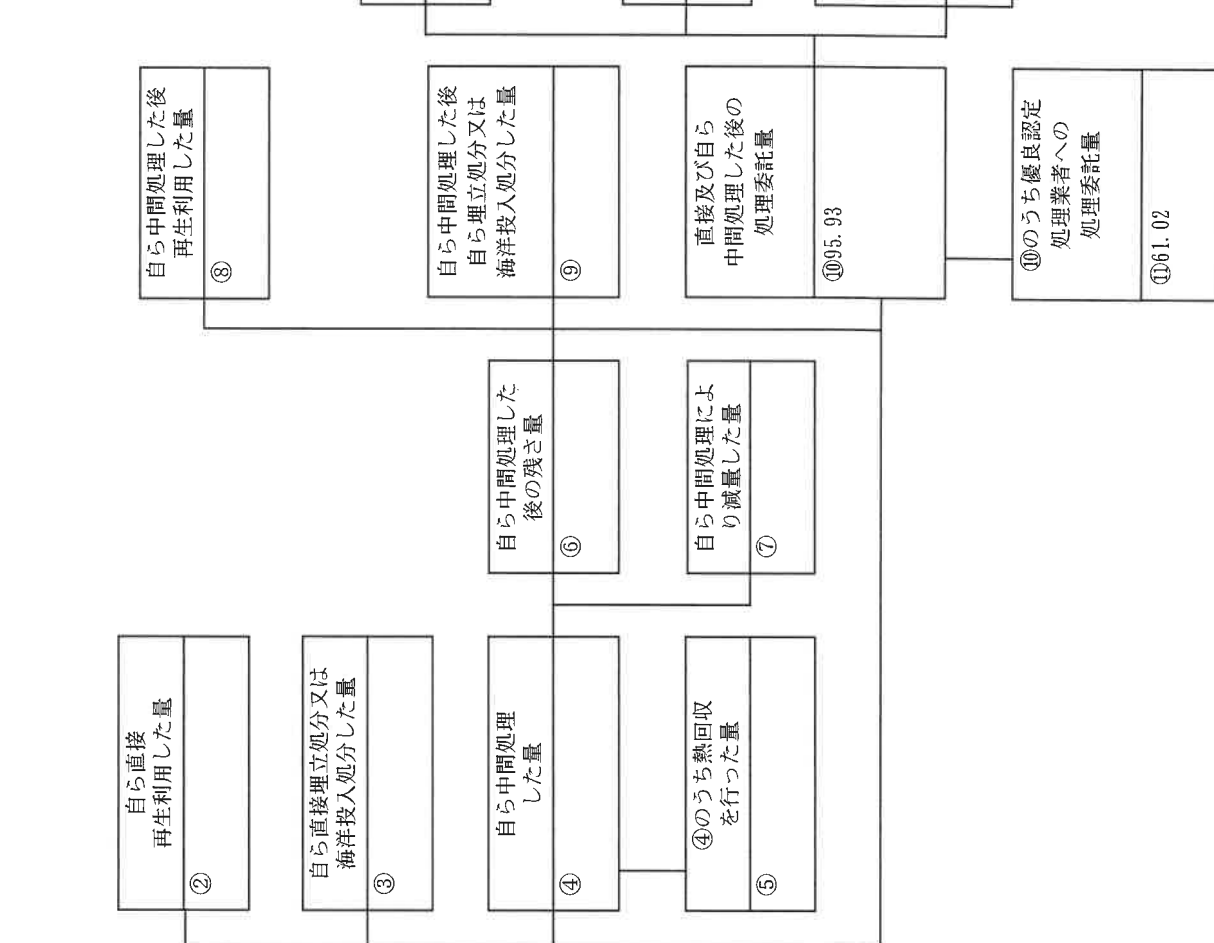 自ら直接
再生利用した量
②
自ら直接埋立処分又は
海洋投入処分した量
③
自ら中間処理
した量
④
④のうち熱回収
を行った量
⑤
自ら中間処理した
後の残さ量
⑥
自ら中間処理によ
り減量した量
⑦
自ら中間処理した後
再生利用した量
⑧
自ら中間処理した後
自ら埋立処分又は
海洋投入処分した量
⑨
直接及び自ら
中間処理した後の
処理委託量
⑩95.93
⑩のうち優良認定
処理業者への
処理委託量
⑪61.02